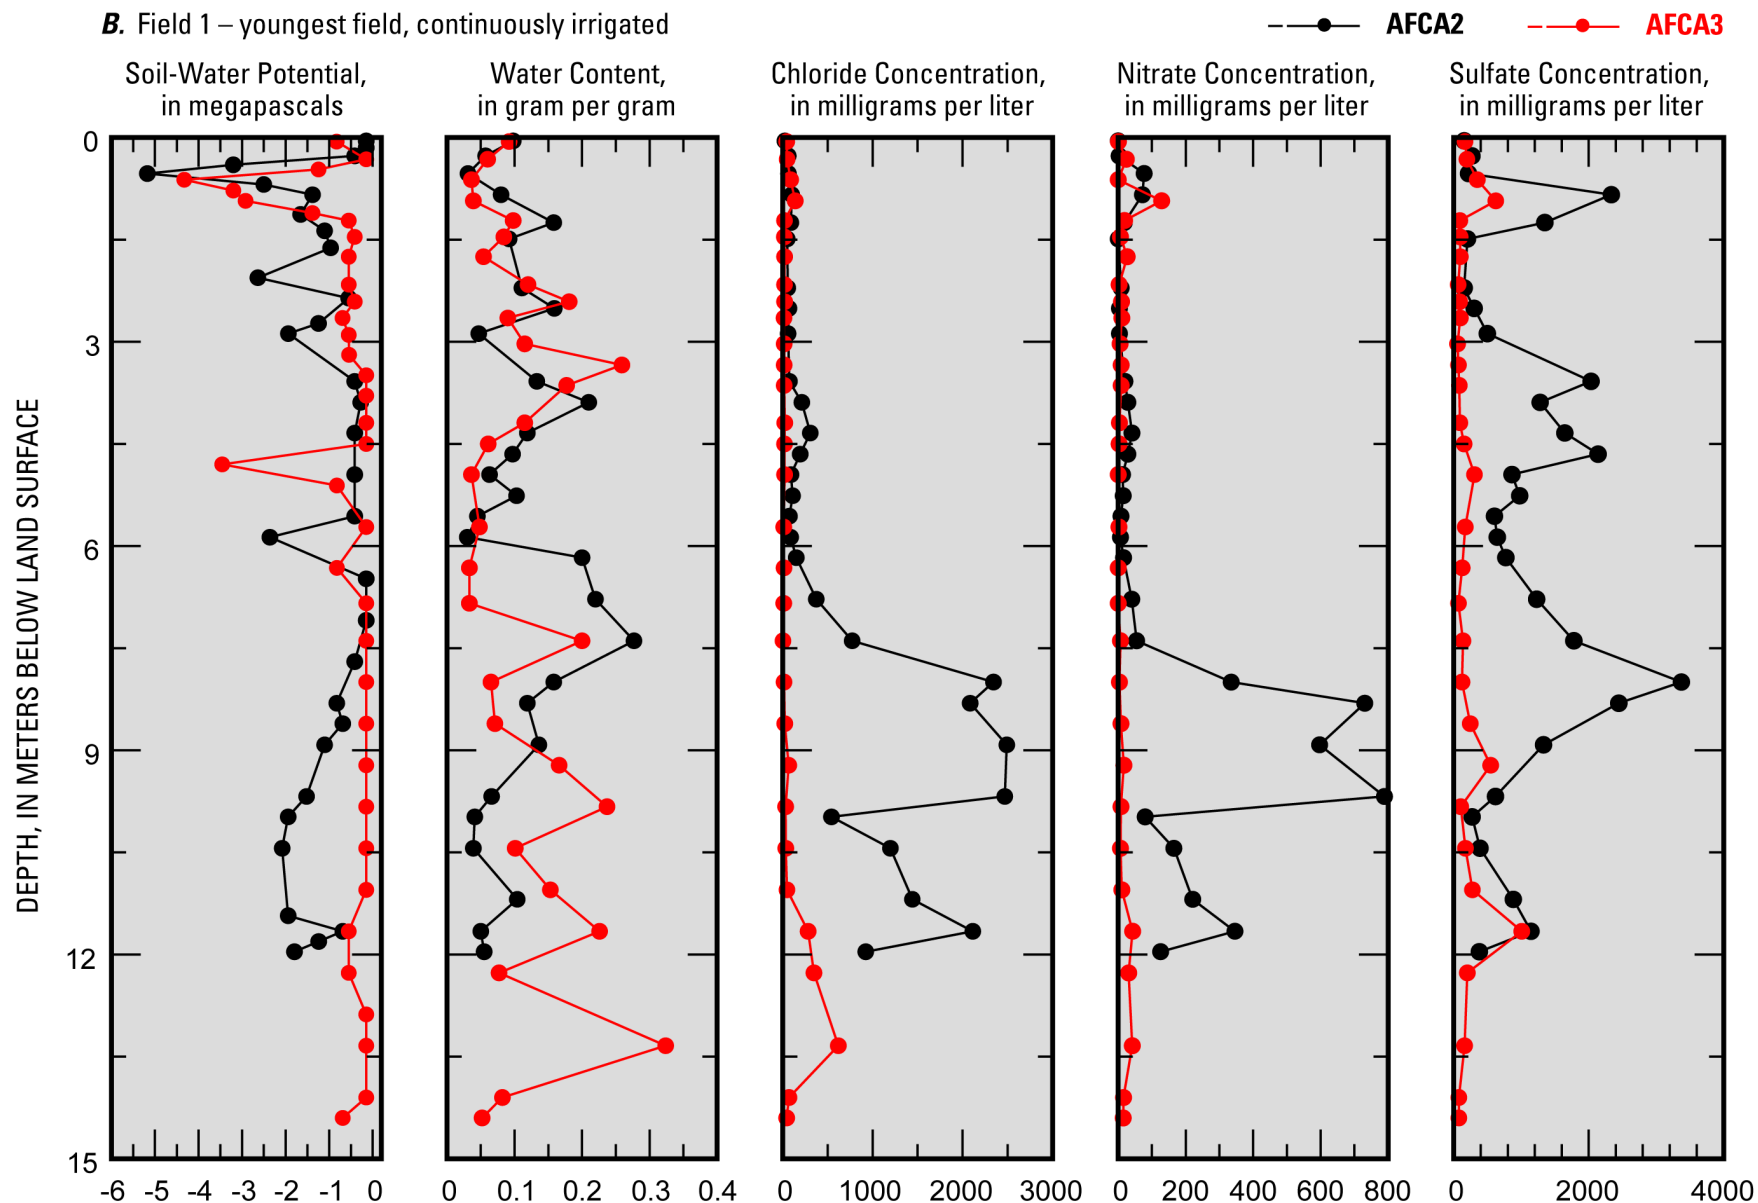 B. Field 1 – youngest field, continuously irrigated
AFCA2
AFCA3
Soil-Water Potential,
in megapascals
Water Content,
in gram per gram
Chloride Concentration,
in milligrams per liter
Nitrate Concentration,
in milligrams per liter
Sulfate Concentration,
in milligrams per liter
DEPTH, IN METERS BELOW LAND SURFACE
0
3
6
9
12
15
-6 -5 -4 -3 -2 -1 0
0 0.1 0.2 0.3 0.4
0 1000 2000 3000
0 200 400 600 800
0 2000 4000